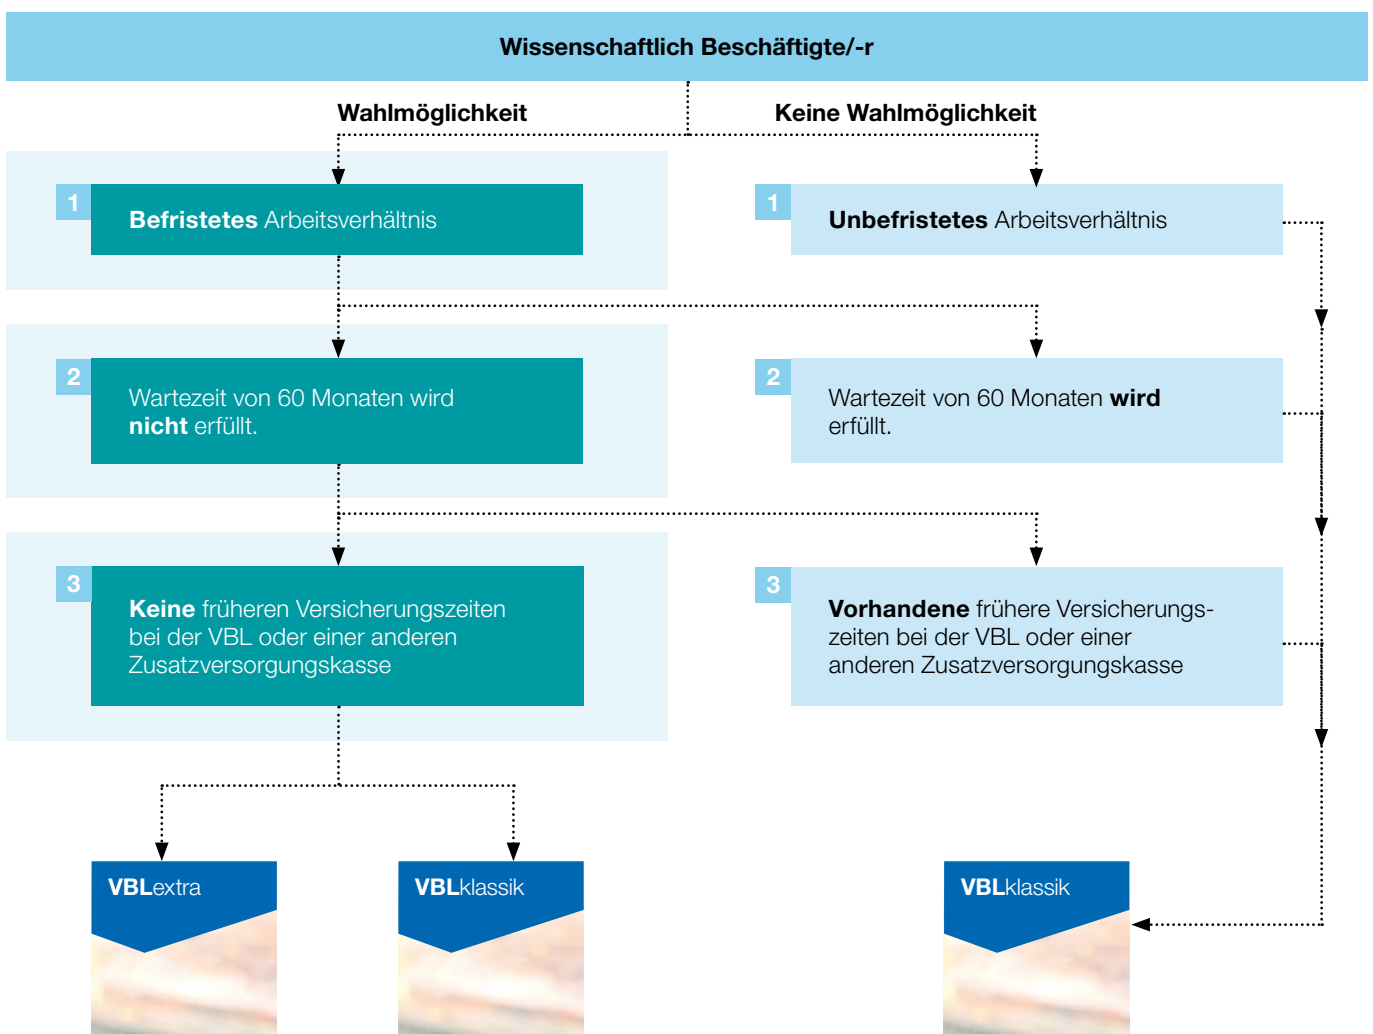 Wissenschaftlich Beschäftigte/-r
Wahlmöglichkeit
Keine Wahlmöglichkeit
1
Befristetes Arbeitsverhältnis
1
Unbefristetes Arbeitsverhältnis
2
Wartezeit von 60 Monaten wird
nicht erfüllt.
2
Wartezeit von 60 Monaten wird
erfüllt.
3
Keine früheren Versicherungszeiten
bei der VBL oder einer anderen
Zusatzversorgungskasse
3
Vorhandene frühere Versicherungs-
zeiten bei der VBL oder einer
anderen Zusatzversorgungskasse
VBLextra
VBLklassik
VBLklassik